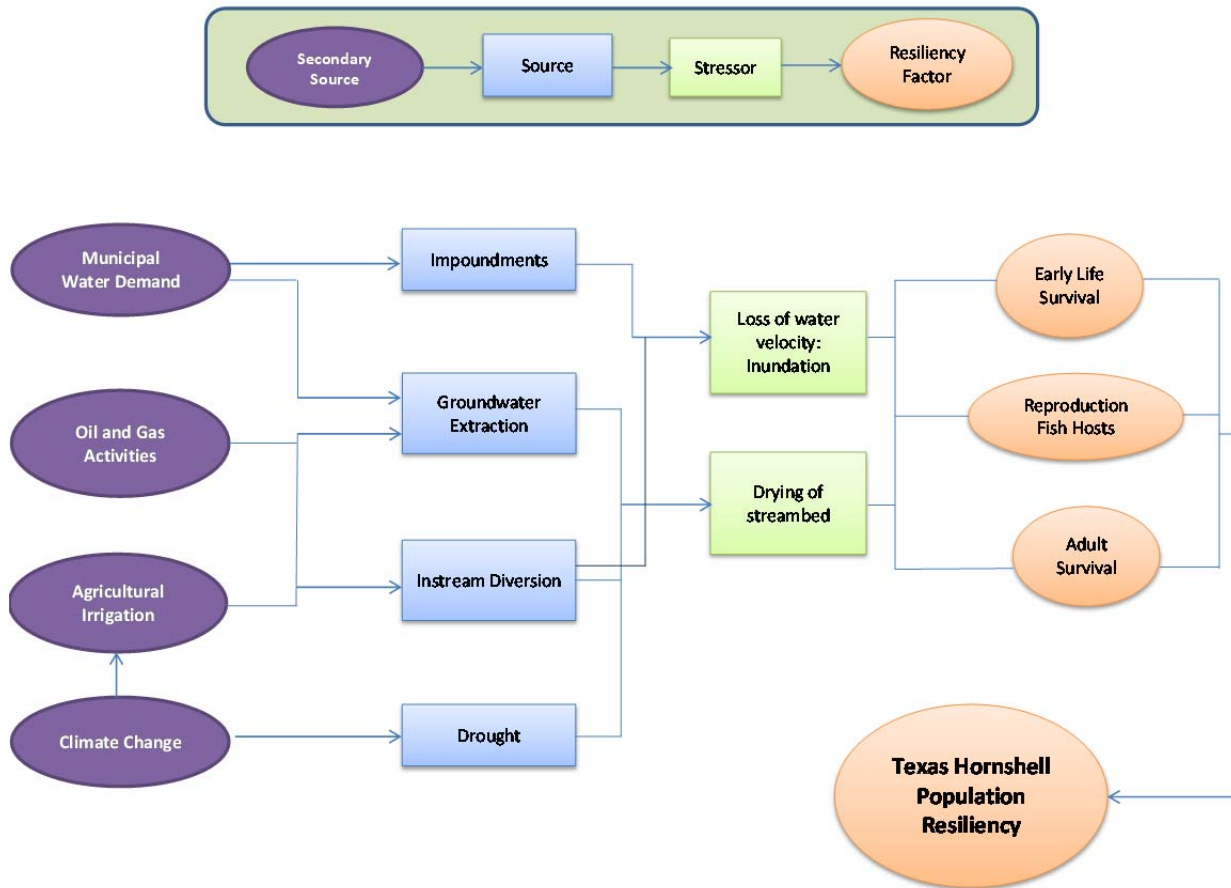 Secondary
Source
Source
Stressor
Resiliency
Factor
Municipal
Water Demand
Impoundments
Early Life
Survival
Loss of water
velocity:
Inundation
Oil and Gas
Activities
Groundwater
Extraction
Reproduction
Fish Hosts
Drying of
streambed
Agricultural
Irrigation
Instream Diversion
Adult
Survival
Climate Change
Drought
Texas Hornshell
Population
Resiliency